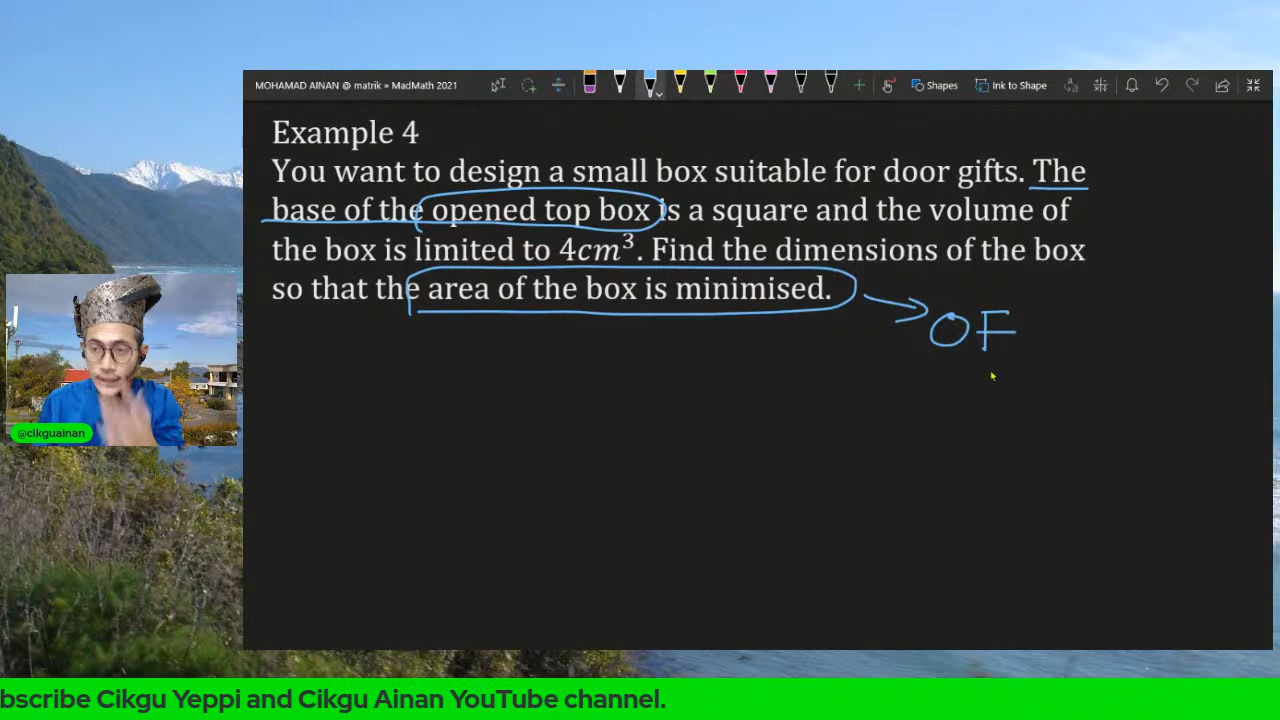 MOHAMAD AINAN @ matrik » MadMath 2021
Shapes
Ink to Shape
Example 4
You want to design a small box suitable for door gifts. The
base of the opened top box is a square and the volume of
the box is limited to 4cm³. Find the dimensions of the box
so that the area of the box is minimised.
OF
@cikguainan
bscribe Cikgu Yeppi and Cikgu Ainan YouTube channel.